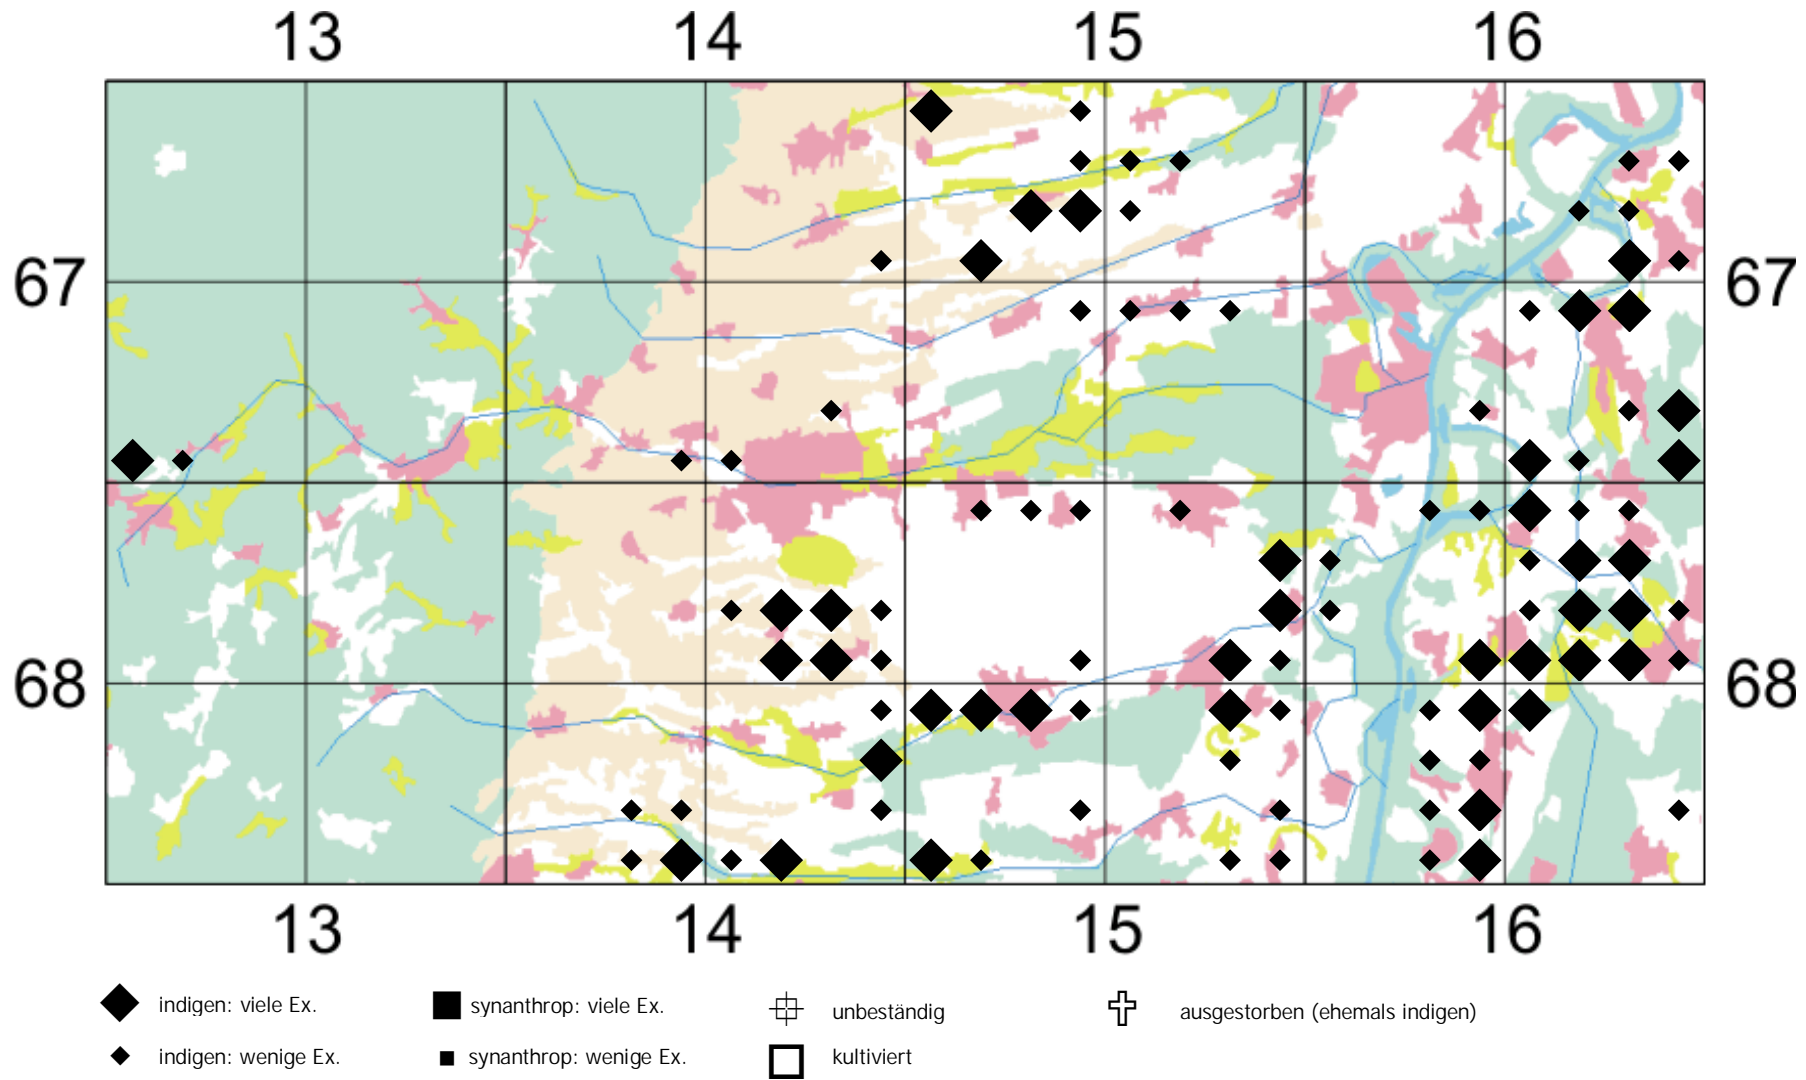 13 14 15 16
67 67
68 68
13 14 15 16
indigen: viele Ex. synanthrop: viele Ex. unbeständig ausgestorben (ehemals indigen)
indigen: wenige Ex. synanthrop: wenige Ex. kultiviert